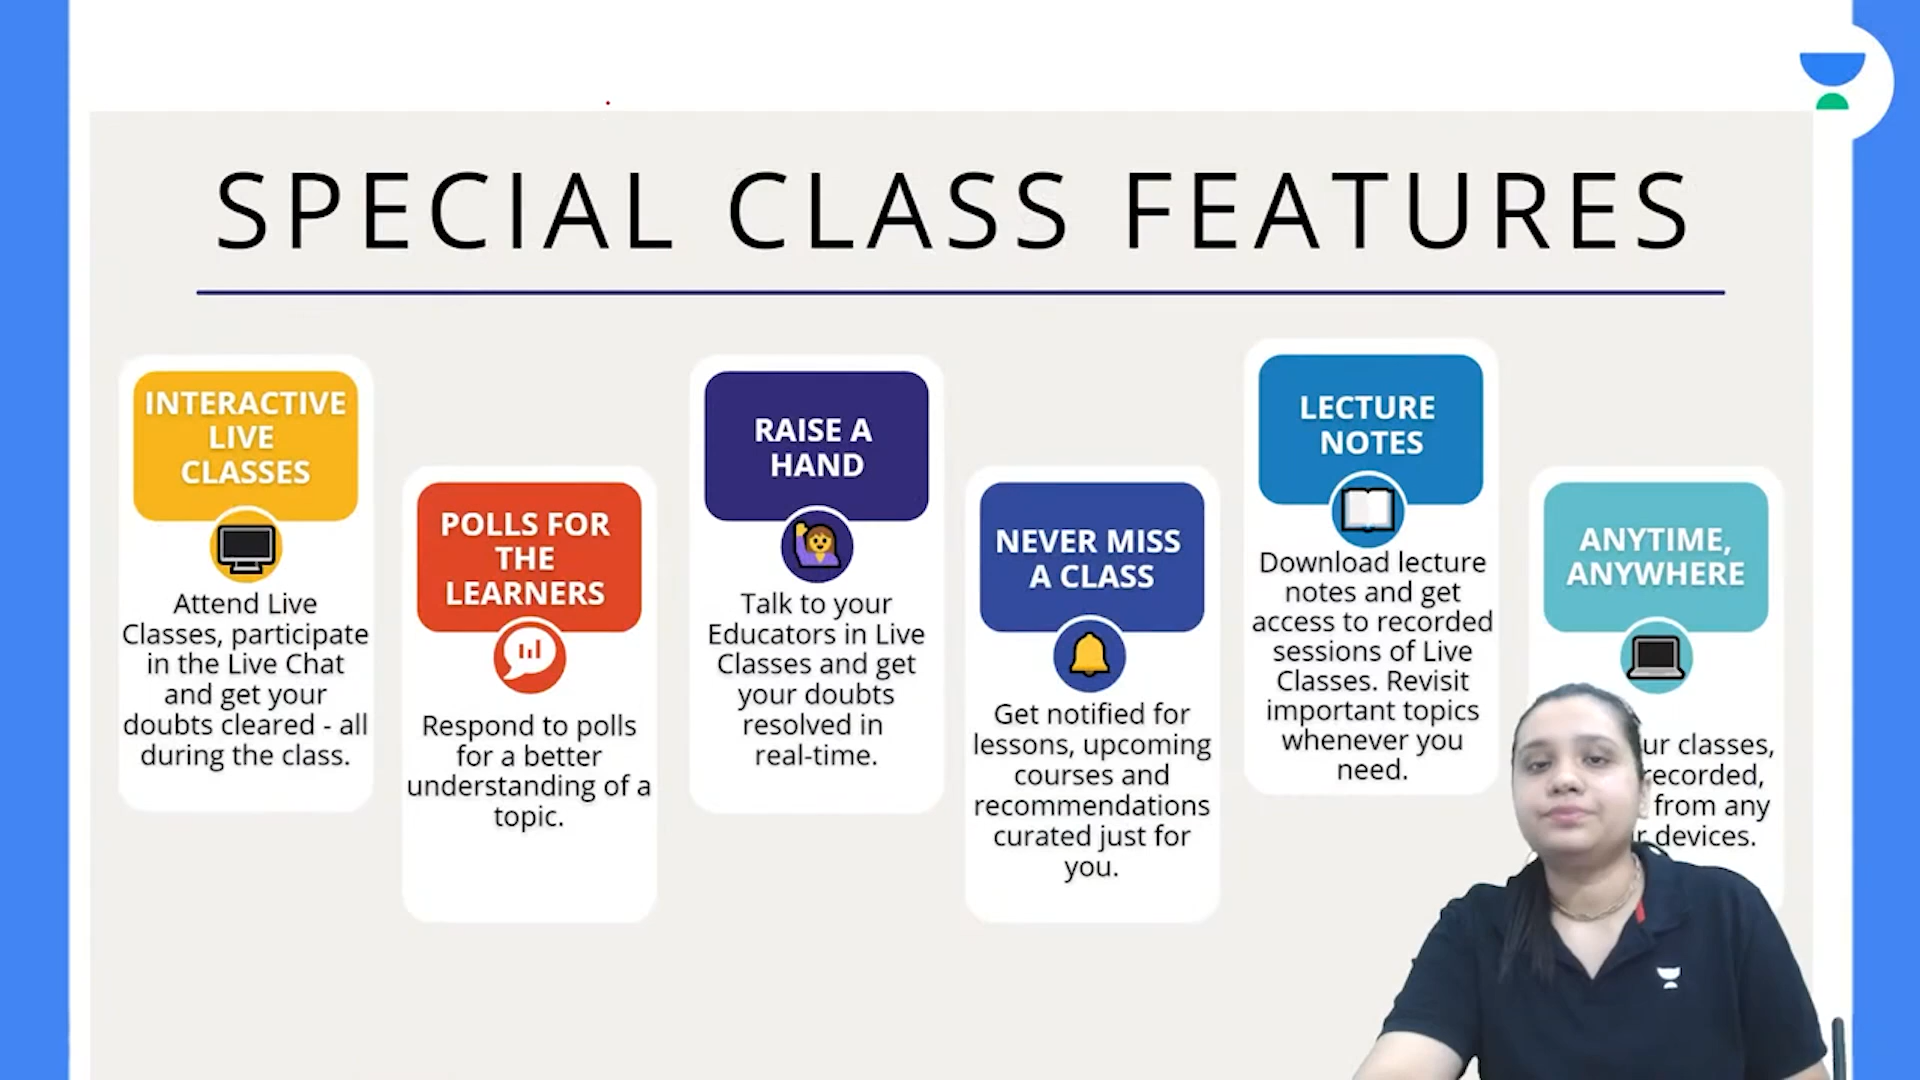 SPECIAL CLASS FEATURES
INTERACTIVE
LIVE
CLASSES
Attend Live
Classes, participate
in the Live Chat
and get your
doubts cleared - all
during the class.
POLLS FOR
THE
LEARNERS
Respond to polls
for a better
understanding of a
topic.
RAISE A
HAND
Talk to your
Educators in Live
Classes and get
your doubts
resolved in
real-time.
NEVER MISS
A CLASS
Get notified for
lessons, upcoming
courses and
recommendations
curated just for
you.
LECTURE
NOTES
Download lecture
notes and get
access to recorded
sessions of Live
Classes. Revisit
important topics
whenever you
need.
ANYTIME,
ANYWHERE
classes,
recorded,
from any
devices.